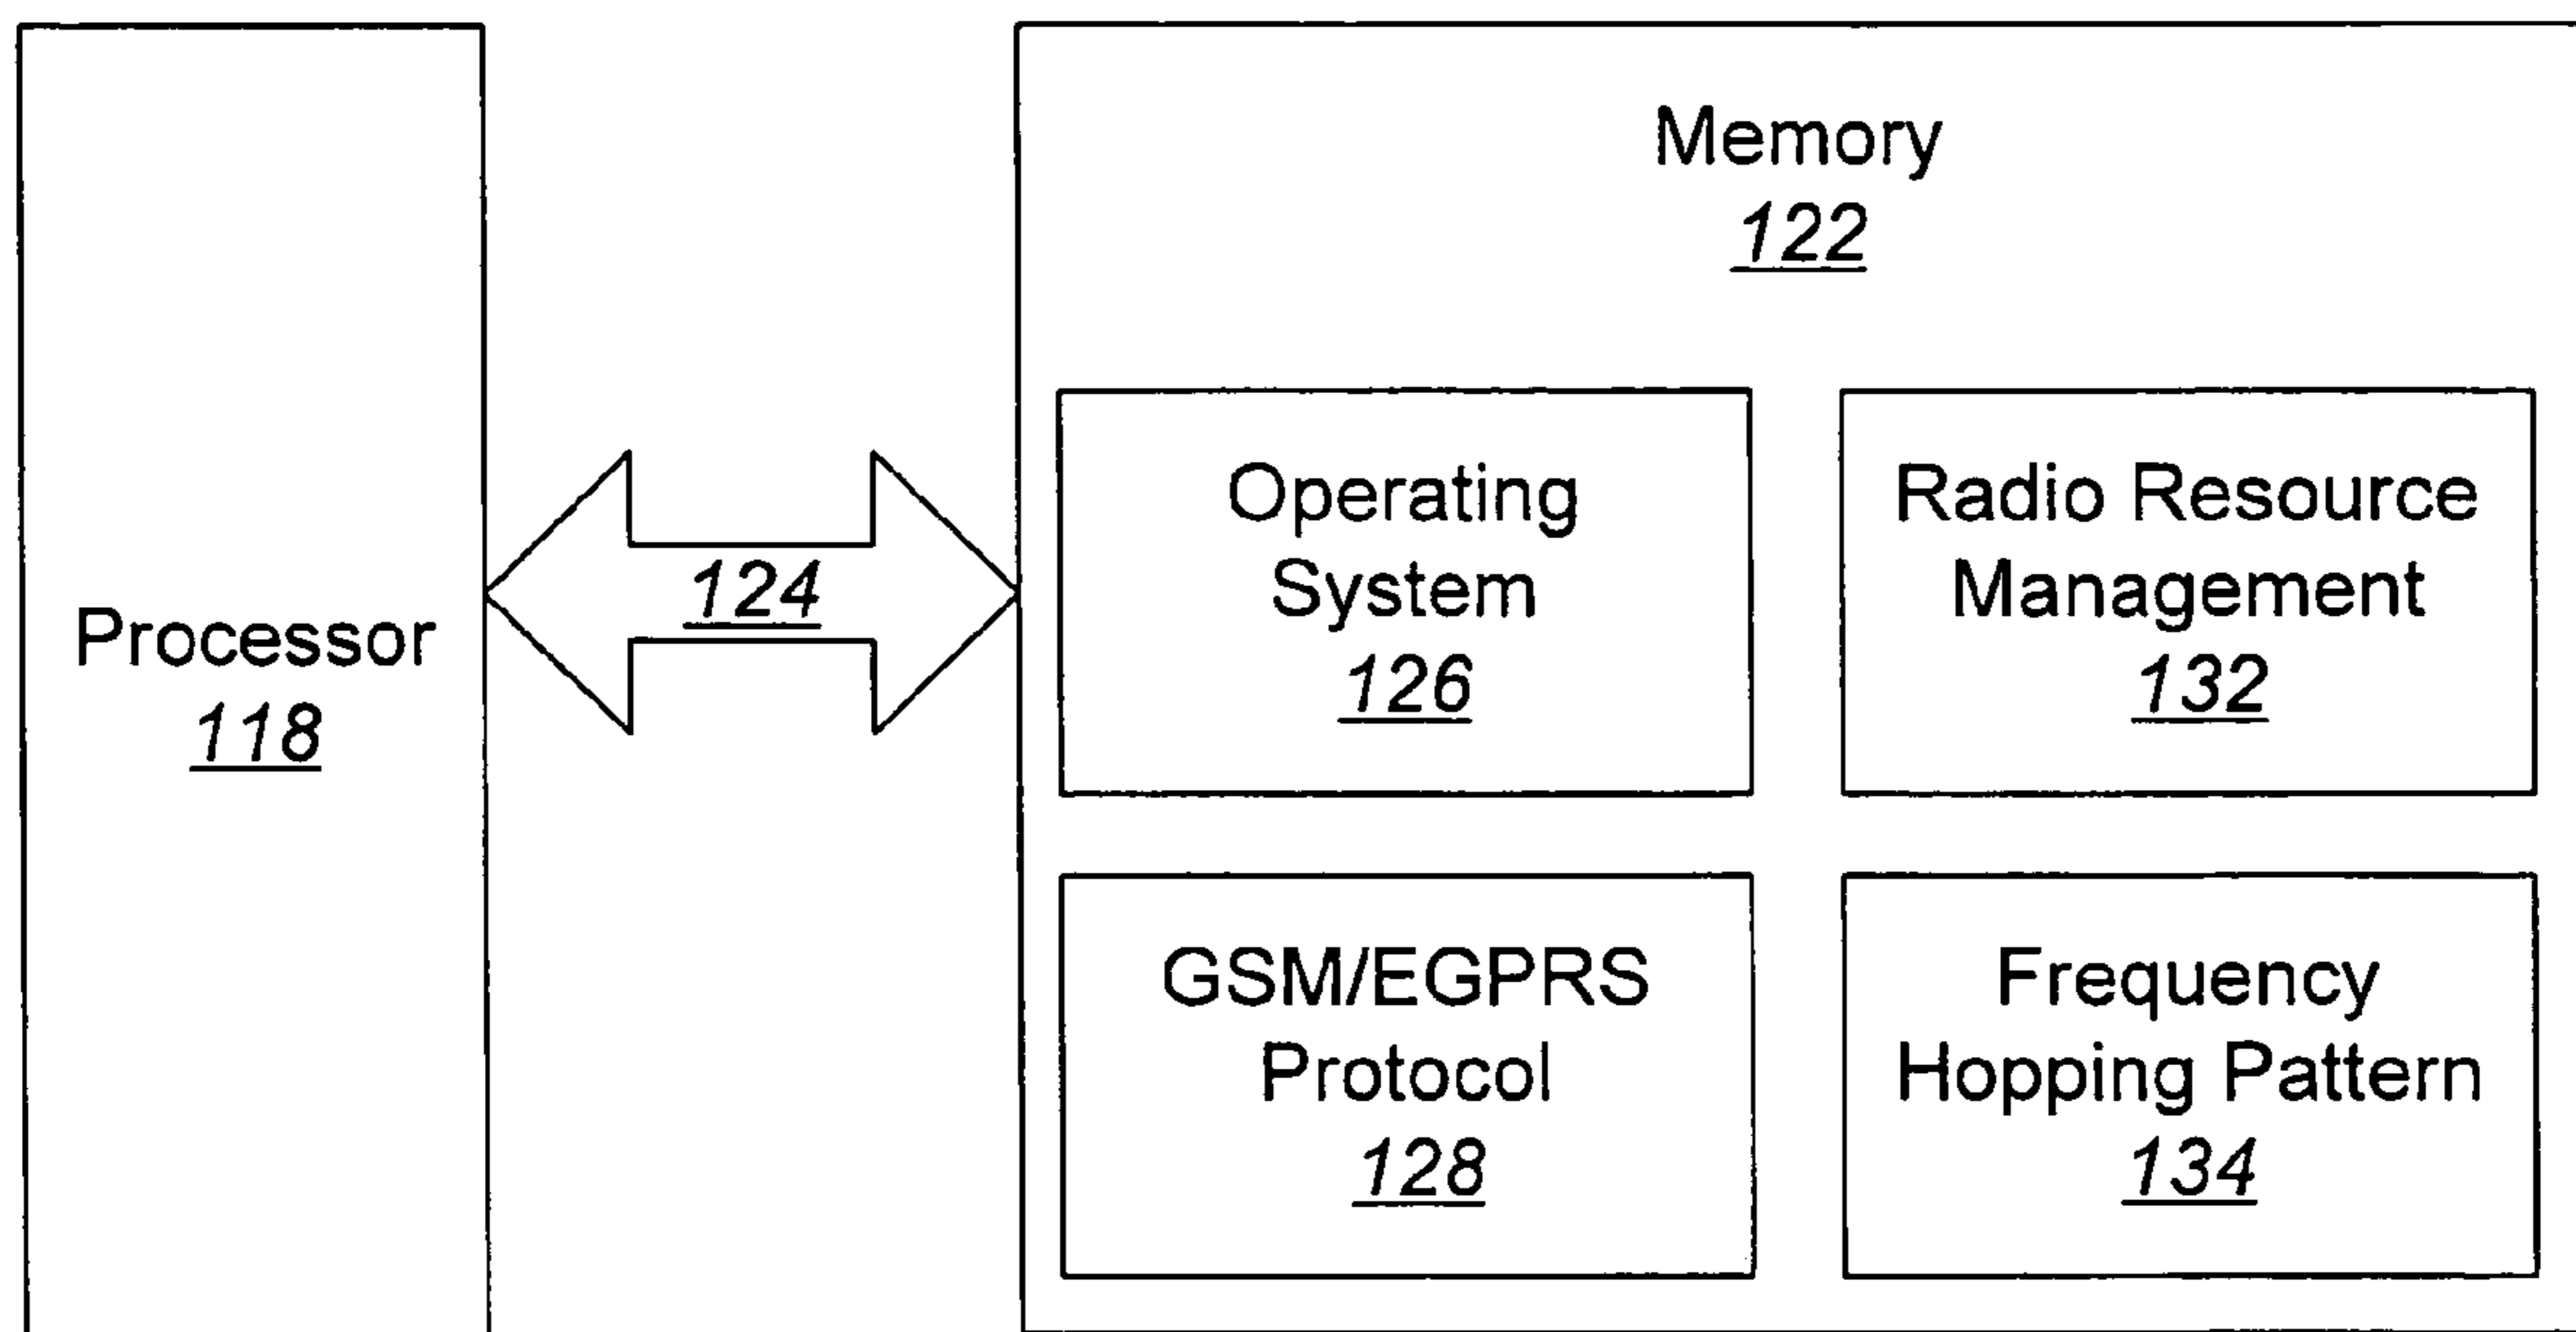 Memory
122
Processor
118
124
Operating
System
126
Radio Resource
Management
132
GSM/EGPRS
Protocol
128
Frequency
Hopping Pattern
134